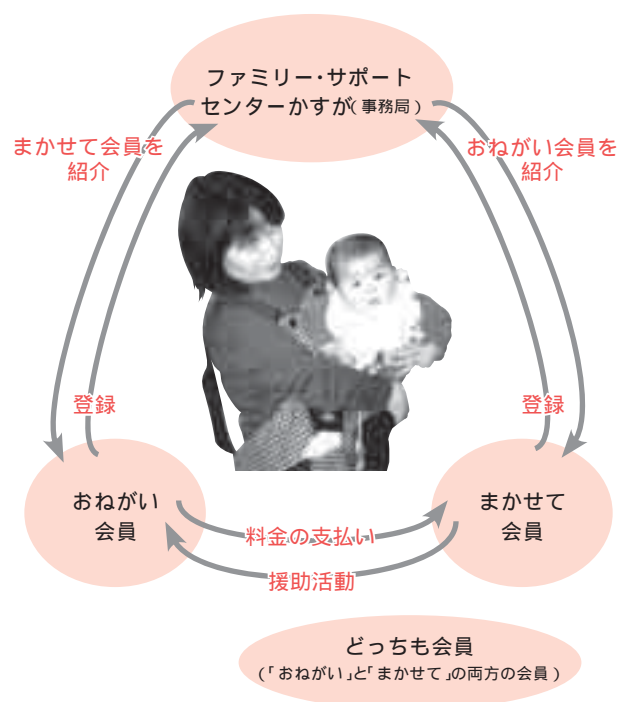 ファミリー・サポート
センターかすが(事務局)
まかせて会員を
紹介
おねがい会員を
紹介
登録
登録
おねがい
会員
まかせて
会員
料金の支払い
援助活動
どっちも会員
(「おねがい」と「まかせて」の両方の会員)